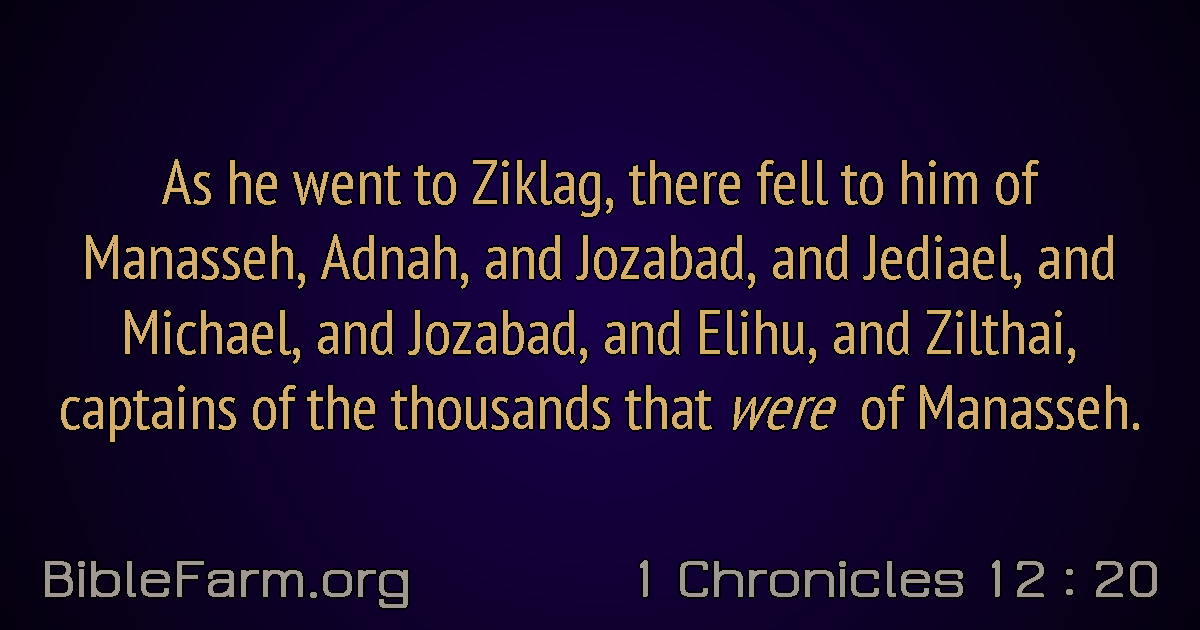 As he went to Ziklag, there fell to him of
Manasseh, Adnah, and Jozabad, and Jediael, and
Michael, and Jozabad, and Elihu, and Zilthai,
captains of the thousands that were of Manasseh.
BibleFarm.org
1 Chronicles 12 : 20